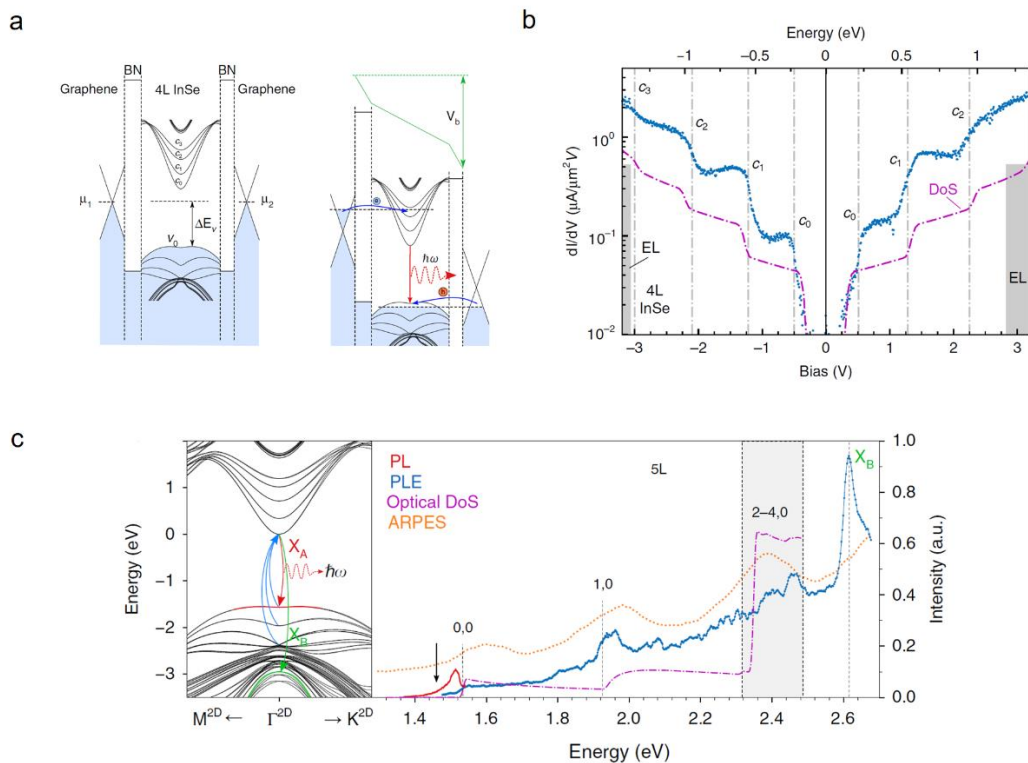 a
BN
BN
Graphene
4L InSe
Graphene
c₃
c₂
c₁
c₀
μ₁
μ₂
ΔEᵥ
v₀
V_b
e
ħω
h
b
Energy (eV)
−1
−0.5
0
0.5
1
c₃
c₂
c₂
c₁
c₁
DoS
c₀
c₀
EL
EL
4L
InSe
dI/dV (μA/μm²V)
10⁰
10⁻¹
10⁻²
−3
−2
−1
0
1
2
3
Bias (V)
c
PL
PLE
Optical DoS
ARPES
5L
X_B
2–4,0
1,0
0,0
X_A
ħω
X_B
Energy (eV)
1
0
−1
−2
−3
M²ᴰ ←
Γ²ᴰ
→ K²ᴰ
1.4
1.6
1.8
2.0
2.2
2.4
2.6
Energy (eV)
1.0
0.8
0.6
0.4
0.2
0.0
Intensity (a.u.)